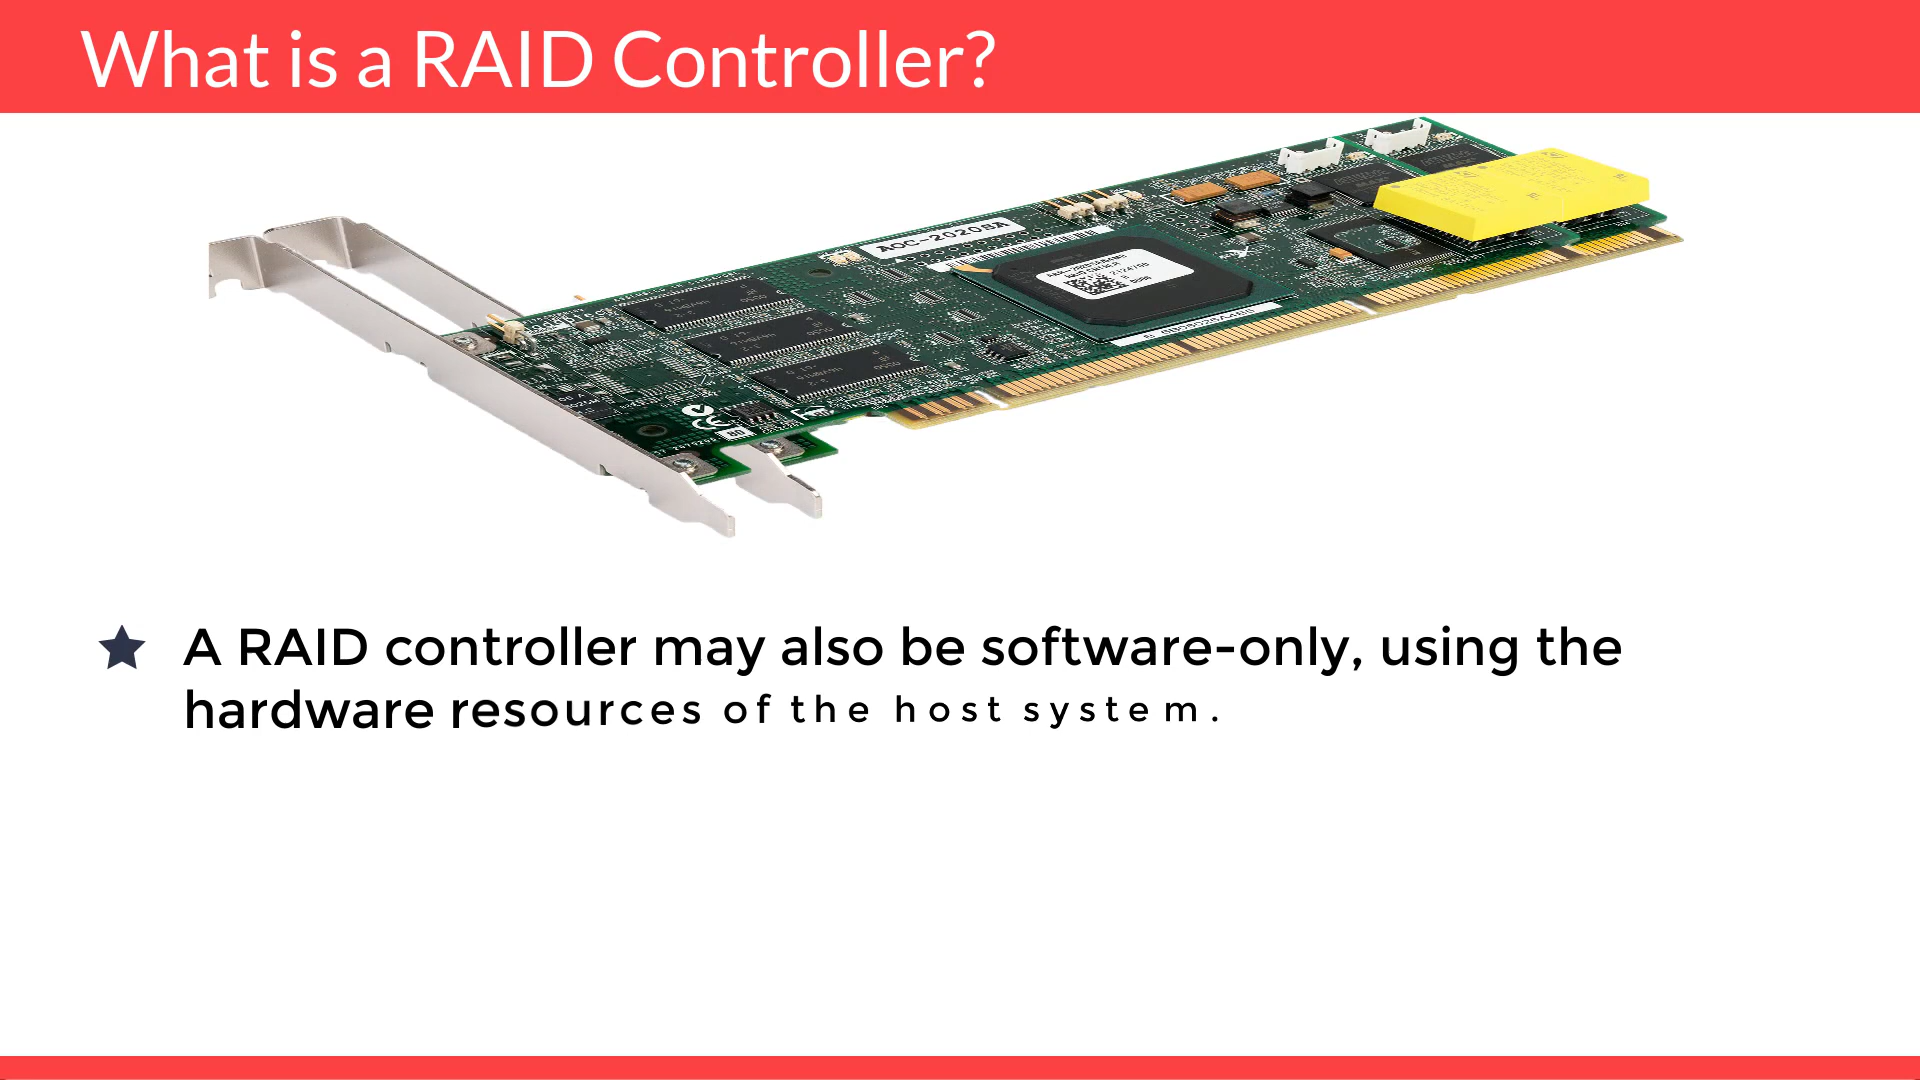 What is a RAID Controller?
AOC-2020SA
A RAID controller may also be software-only, using the
hardware resources of the host system.